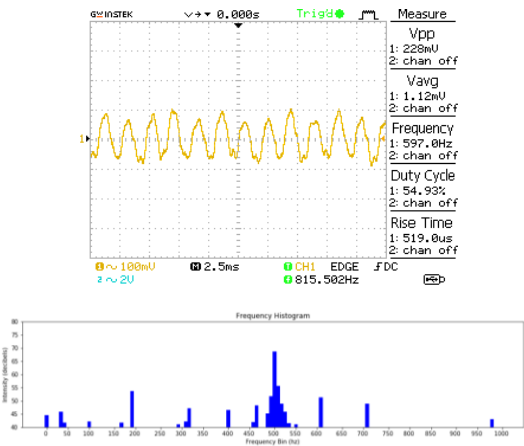 GWINSTEK 0.000s Trig'd Measure
Vpp
1: 228mV
2: chan off
Vavg
1: 1.12mV
2: chan off
Frequency
1: 597.0Hz
2: chan off
Duty Cycle
1: 54.93%
2: chan off
Rise Time
1: 519.0us
2: chan off
1
1 ~ 100mV M 2.5ms T CH1 EDGE DC
2 ~ 2V T 815.502Hz
Frequency Histogram
Intensity (decibels)
80
75
70
65
60
55
50
45
40
0 50 100 150 200 250 300 350 400 450 500 550 600 650 700 750 800 850 900 950 1000
Frequency Bin (hz)